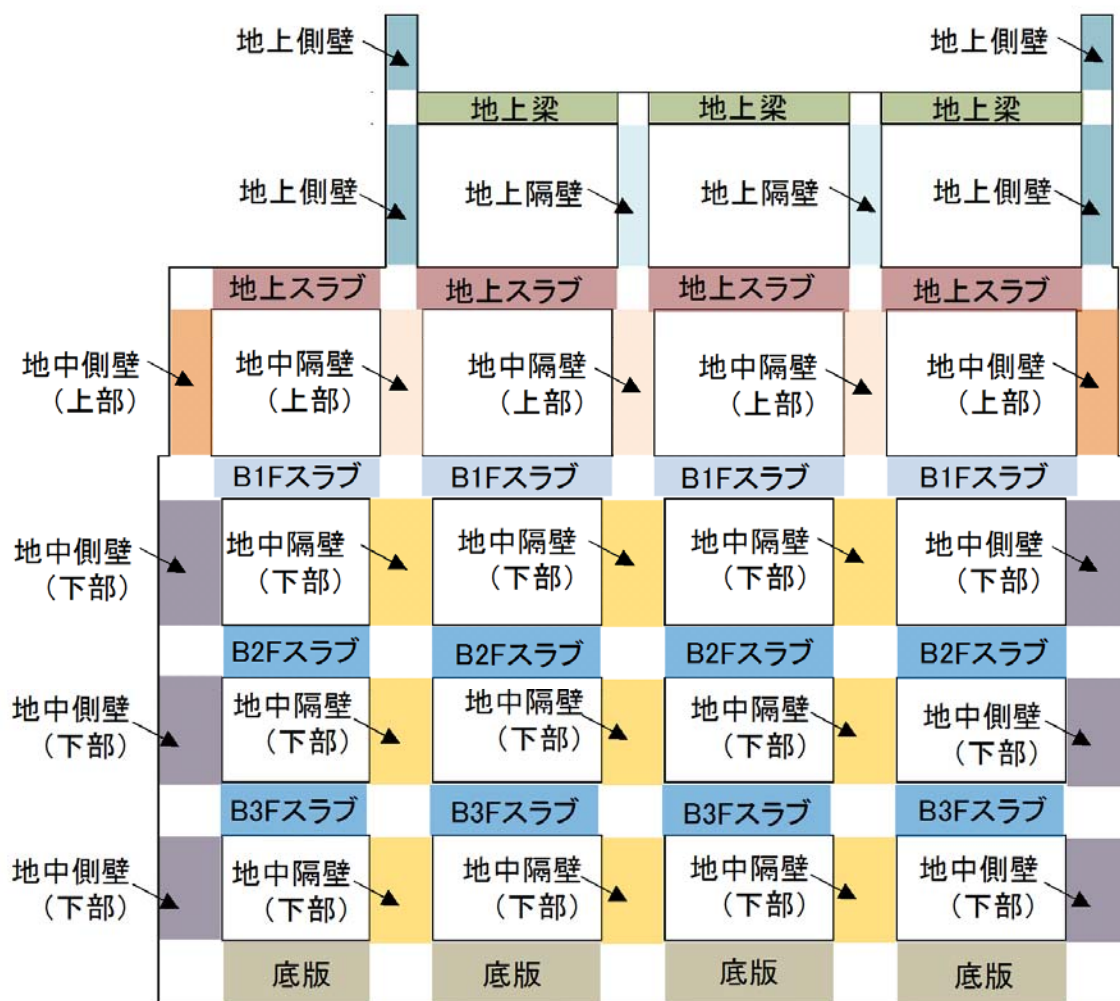 地上側壁
地上側壁
地上梁
地上梁
地上梁
地上側壁
地上隔壁
地上隔壁
地上側壁
地上スラブ
地上スラブ
地上スラブ
地上スラブ
地中側壁
（上部）
地中隔壁
（上部）
地中隔壁
（上部）
地中隔壁
（上部）
地中側壁
（上部）
B1Fスラブ
B1Fスラブ
B1Fスラブ
B1Fスラブ
地中側壁
（下部）
地中隔壁
（下部）
地中隔壁
（下部）
地中隔壁
（下部）
地中側壁
（下部）
B2Fスラブ
B2Fスラブ
B2Fスラブ
B2Fスラブ
地中側壁
（下部）
地中隔壁
（下部）
地中隔壁
（下部）
地中隔壁
（下部）
地中側壁
（下部）
B3Fスラブ
B3Fスラブ
B3Fスラブ
B3Fスラブ
地中側壁
（下部）
地中隔壁
（下部）
地中隔壁
（下部）
地中隔壁
（下部）
地中側壁
（下部）
底版
底版
底版
底版